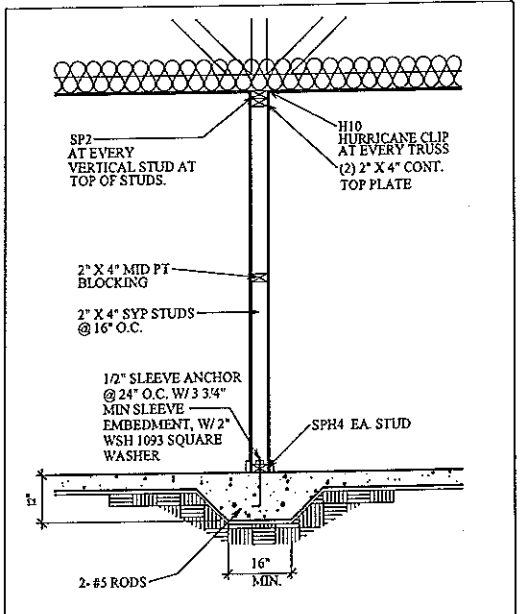 SP2
AT EVERY
VERTICAL STUD AT
TOP OF STUDS.
H10
HURRICANE CLIP
AT EVERY TRUSS
(2) 2" X 4" CONT.
TOP PLATE
2" X 4" MID PT
BLOCKING
2" X 4" SYP STUDS
@ 16" O.C.
1/2" SLEEVE ANCHOR
@ 24" O.C. W/ 3 3/4"
MIN SLEEVE
EMBEDMENT, W/ 2"
WSH 1093 SQUARE
WASHER
SPH4 EA. STUD
12"
16"
MIN.
2- #5 RODS